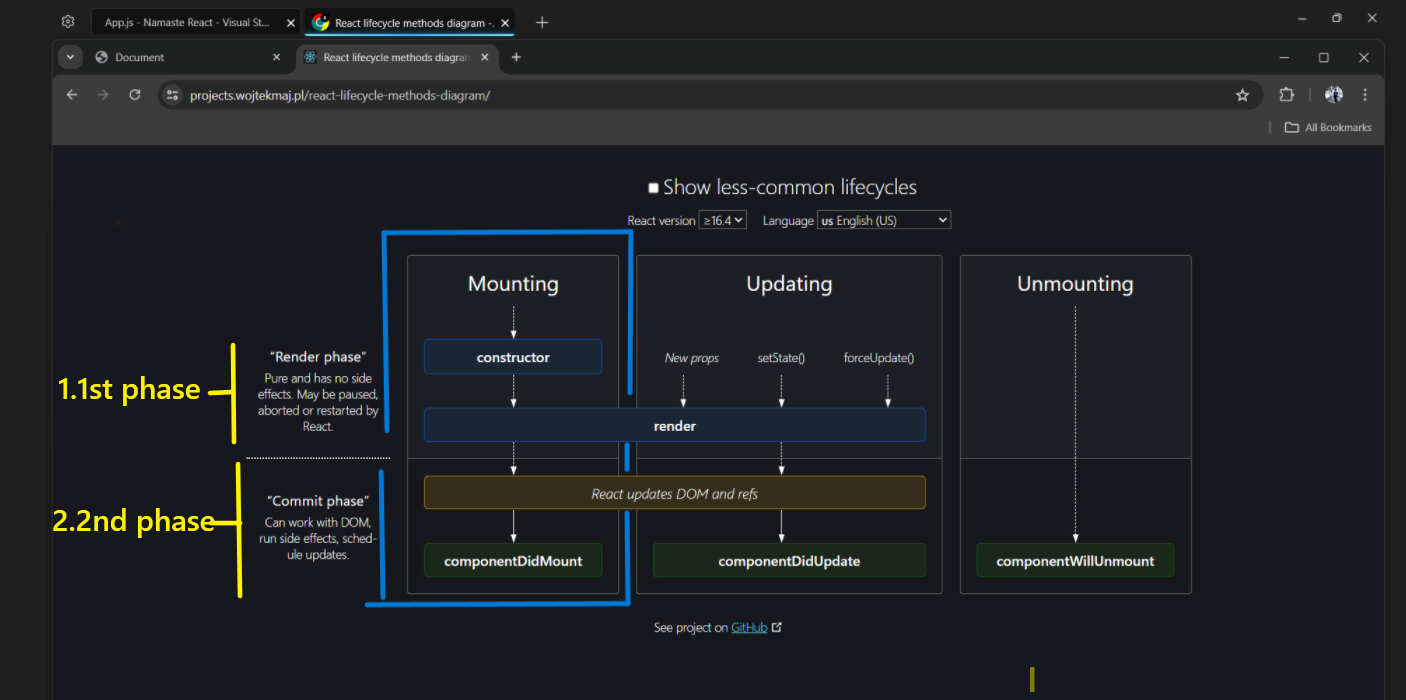 App.js - Namaste React - Visual St...
React lifecycle methods diagram -.
Document
React lifecycle methods diagran
projects.wojtekmaj.pl/react-lifecycle-methods-diagram/
All Bookmarks
Show less-common lifecycles
React version ≥16.4 Language us English (US)
Mounting
Updating
Unmounting
1.1st phase
"Render phase"
Pure and has no side
effects. May be paused,
aborted or restarted by
React.
constructor
New props
setState()
forceUpdate()
render
2.2nd phase
"Commit phase"
Can work with DOM,
run side effects, sched-
ule updates.
React updates DOM and refs
componentDidMount
componentDidUpdate
componentWillUnmount
See project on GitHub